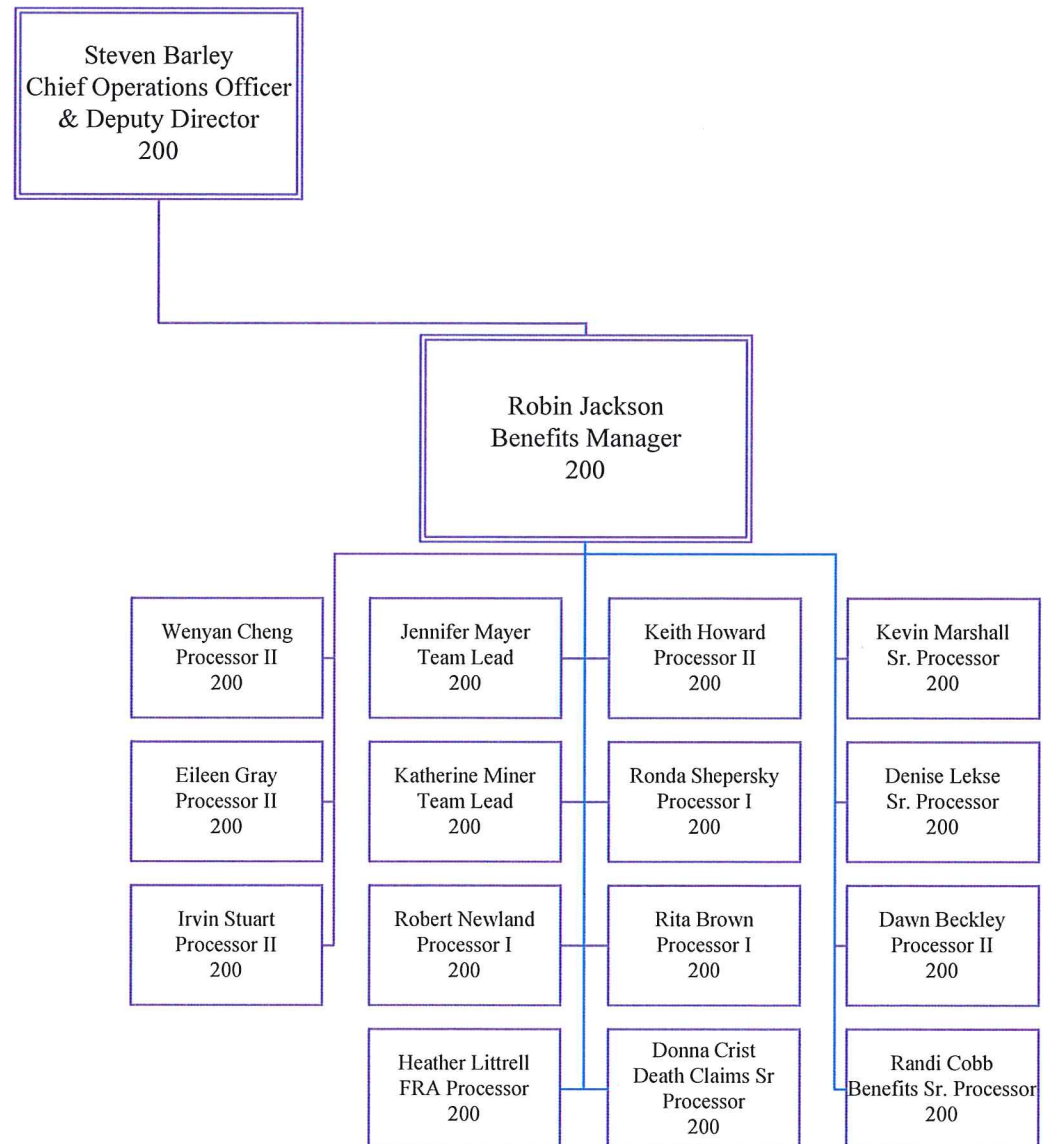 Steven Barley
Chief Operations Officer
& Deputy Director
200
Robin Jackson
Benefits Manager
200
Wenyan Cheng
Processor II
200
Jennifer Mayer
Team Lead
200
Keith Howard
Processor II
200
Kevin Marshall
Sr. Processor
200
Eileen Gray
Processor II
200
Katherine Miner
Team Lead
200
Ronda Shepersky
Processor I
200
Denise Lekse
Sr. Processor
200
Irvin Stuart
Processor II
200
Robert Newland
Processor I
200
Rita Brown
Processor I
200
Dawn Beckley
Processor II
200
Heather Littrell
FRA Processor
200
Donna Crist
Death Claims Sr
Processor
200
Randi Cobb
Benefits Sr. Processor
200